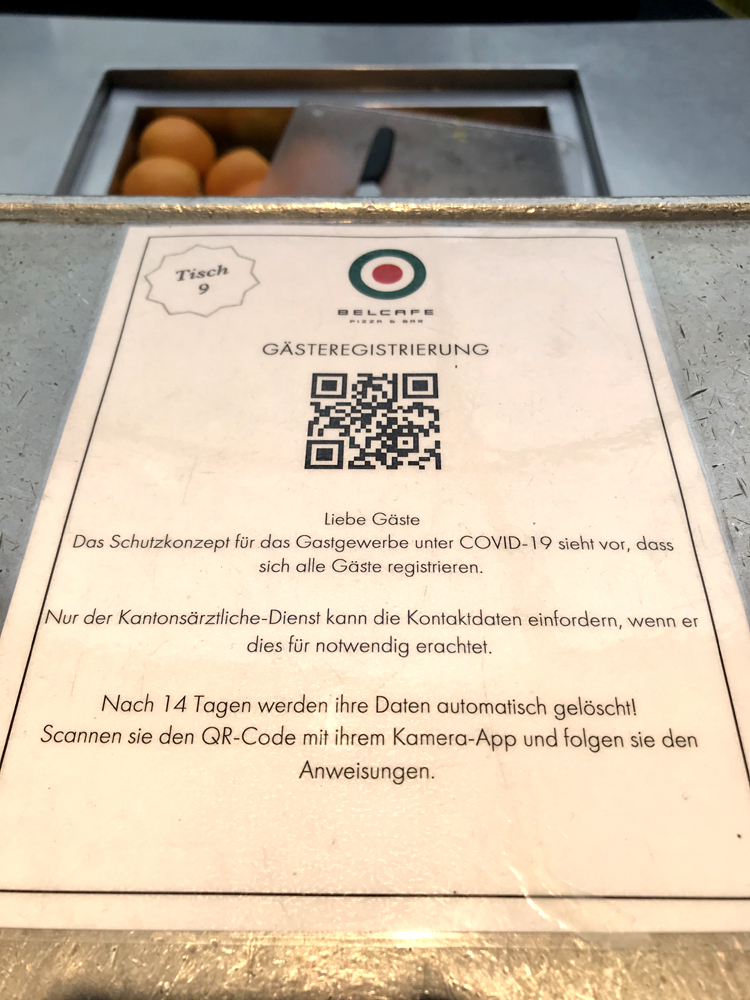 Tisch
9
BELCAFE
PIZZA & BAR
GÄSTEREGISTRIERUNG
Liebe Gäste
Das Schutzkonzept für das Gastgewerbe unter COVID-19 sieht vor, dass
sich alle Gäste registrieren.
Nur der Kantonsärztliche-Dienst kann die Kontaktdaten einfordern, wenn er
dies für notwendig erachtet.
Nach 14 Tagen werden ihre Daten automatisch gelöscht!
Scannen sie den QR-Code mit ihrem Kamera-App und folgen sie den
Anweisungen.